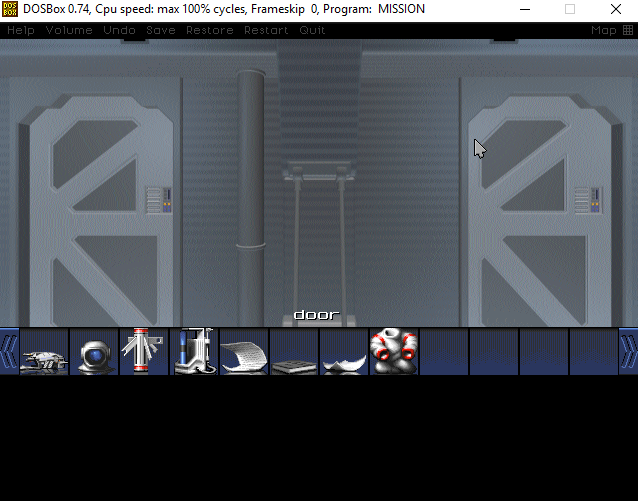 DOSBox 0.74, Cpu speed: max 100% cycles, Frameskip 0, Program: MISSION
Help Volume Undo Save Restore Restart Quit Map
door